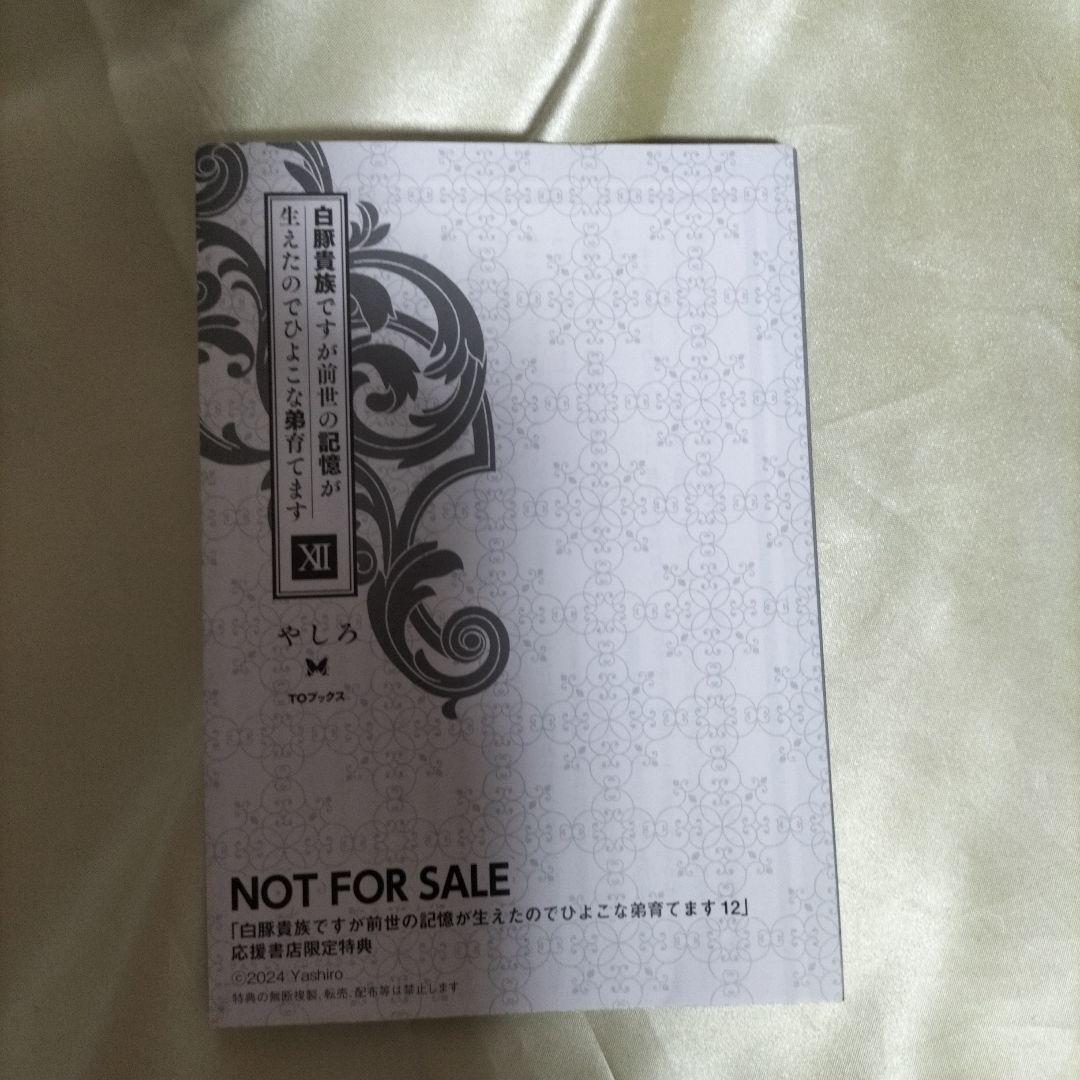 白豚貴族ですが前世の記憶が
生えたのでひよこな弟育てます
XII
やしろ
TOブックス
NOT FOR SALE
「白豚貴族ですが前世の記憶が生えたのでひよこな弟育てます12」
応援書店限定特典
©2024 Yashiro
特典の無断複製、転売、配布等は禁止します